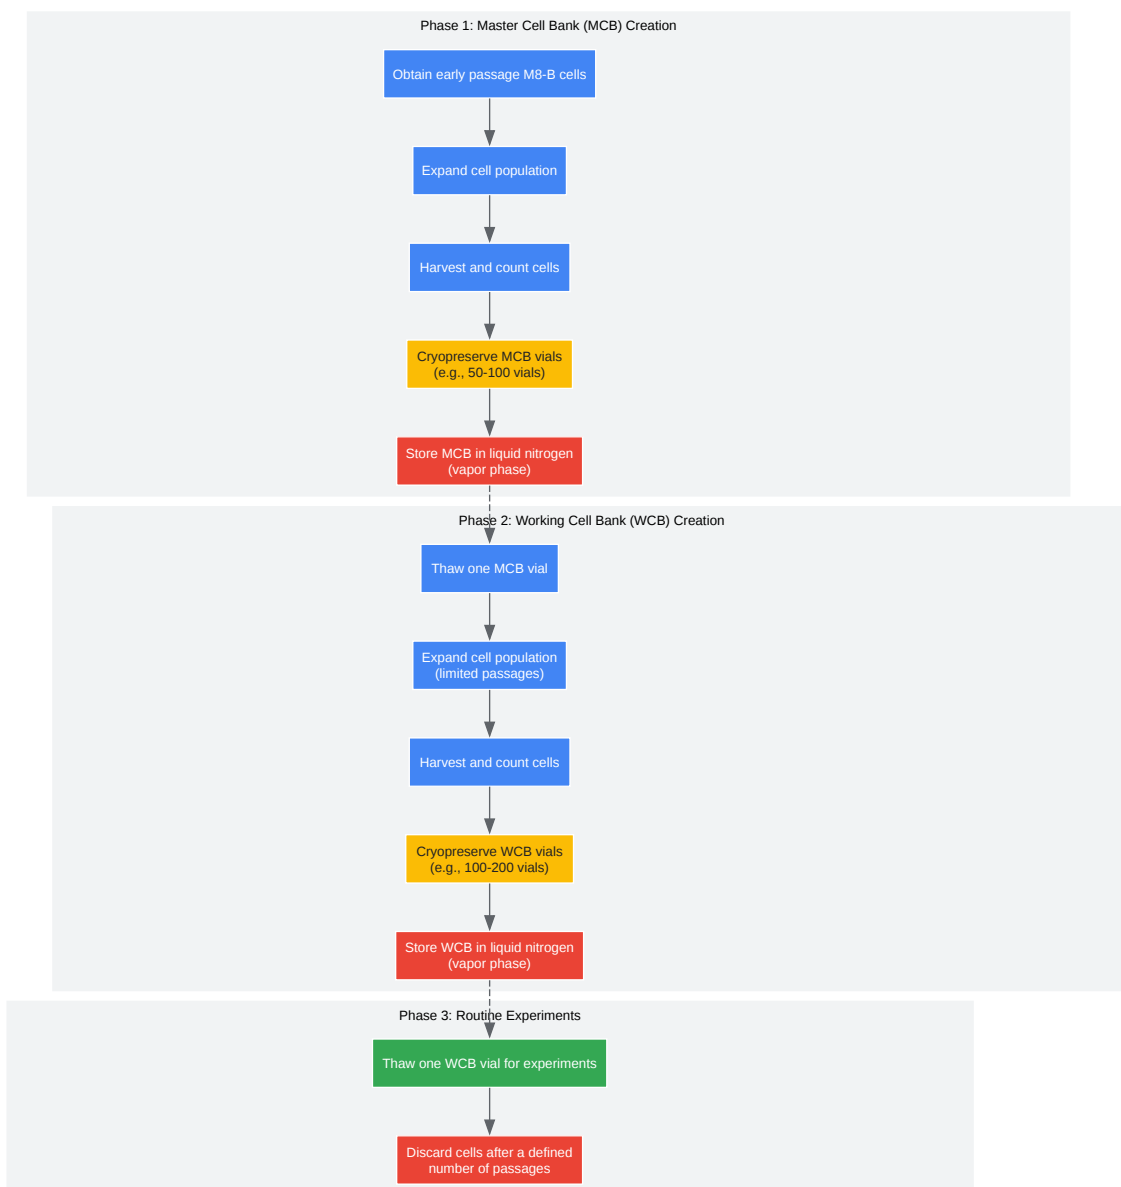 Phase 1: Master Cell Bank (MCB) Creation
Obtain early passage M8-B cells
Expand cell population
Harvest and count cells
Cryopreserve MCB vials
(e.g., 50-100 vials)
Store MCB in liquid nitrogen
(vapor phase)
Phase 2: Working Cell Bank (WCB) Creation
Thaw one MCB vial
Expand cell population
(limited passages)
Harvest and count cells
Cryopreserve WCB vials
(e.g., 100-200 vials)
Store WCB in liquid nitrogen
(vapor phase)
Phase 3: Routine Experiments
Thaw one WCB vial for experiments
Discard cells after a defined
number of passages